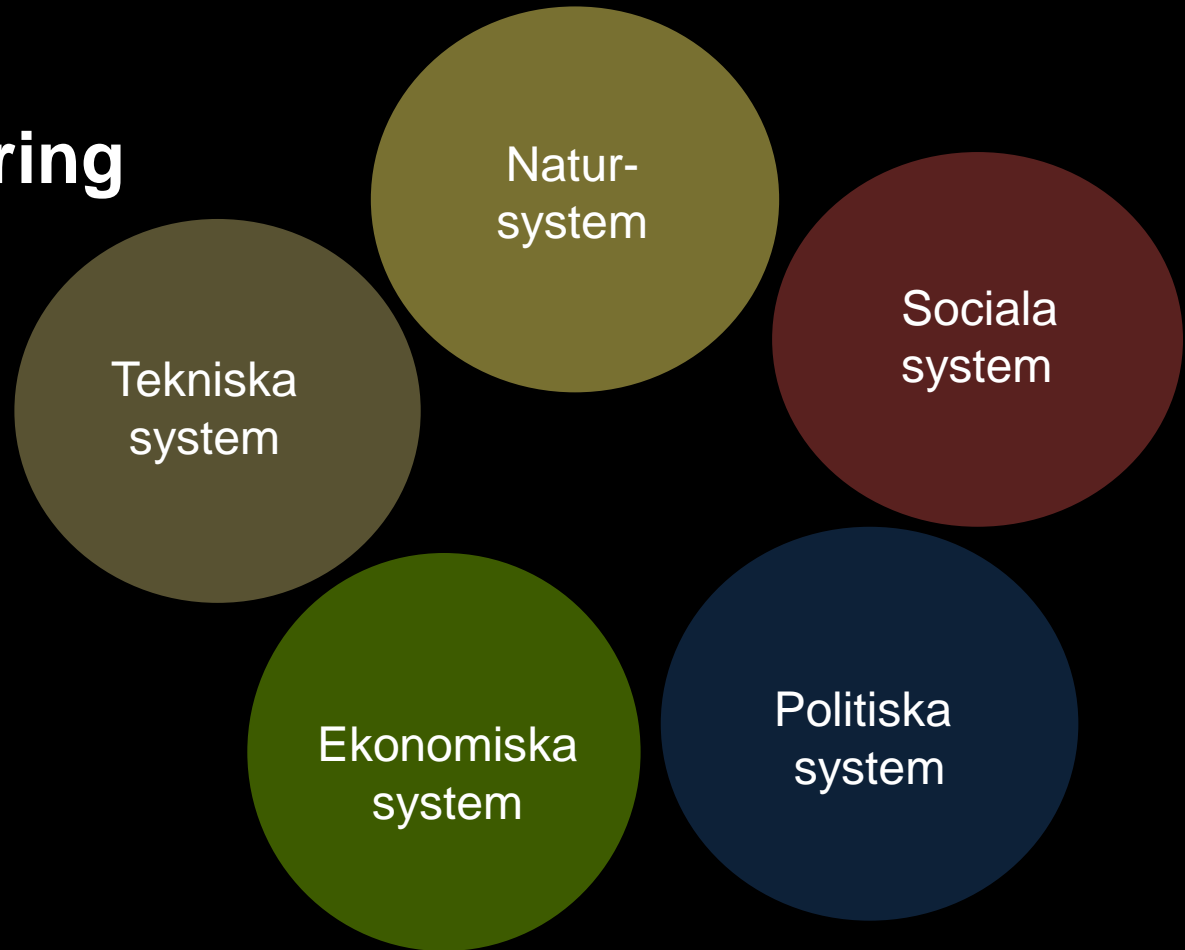 ring
Natur-
system
Sociala
system
Tekniska
system
Ekonomiska
system
Politiska
system